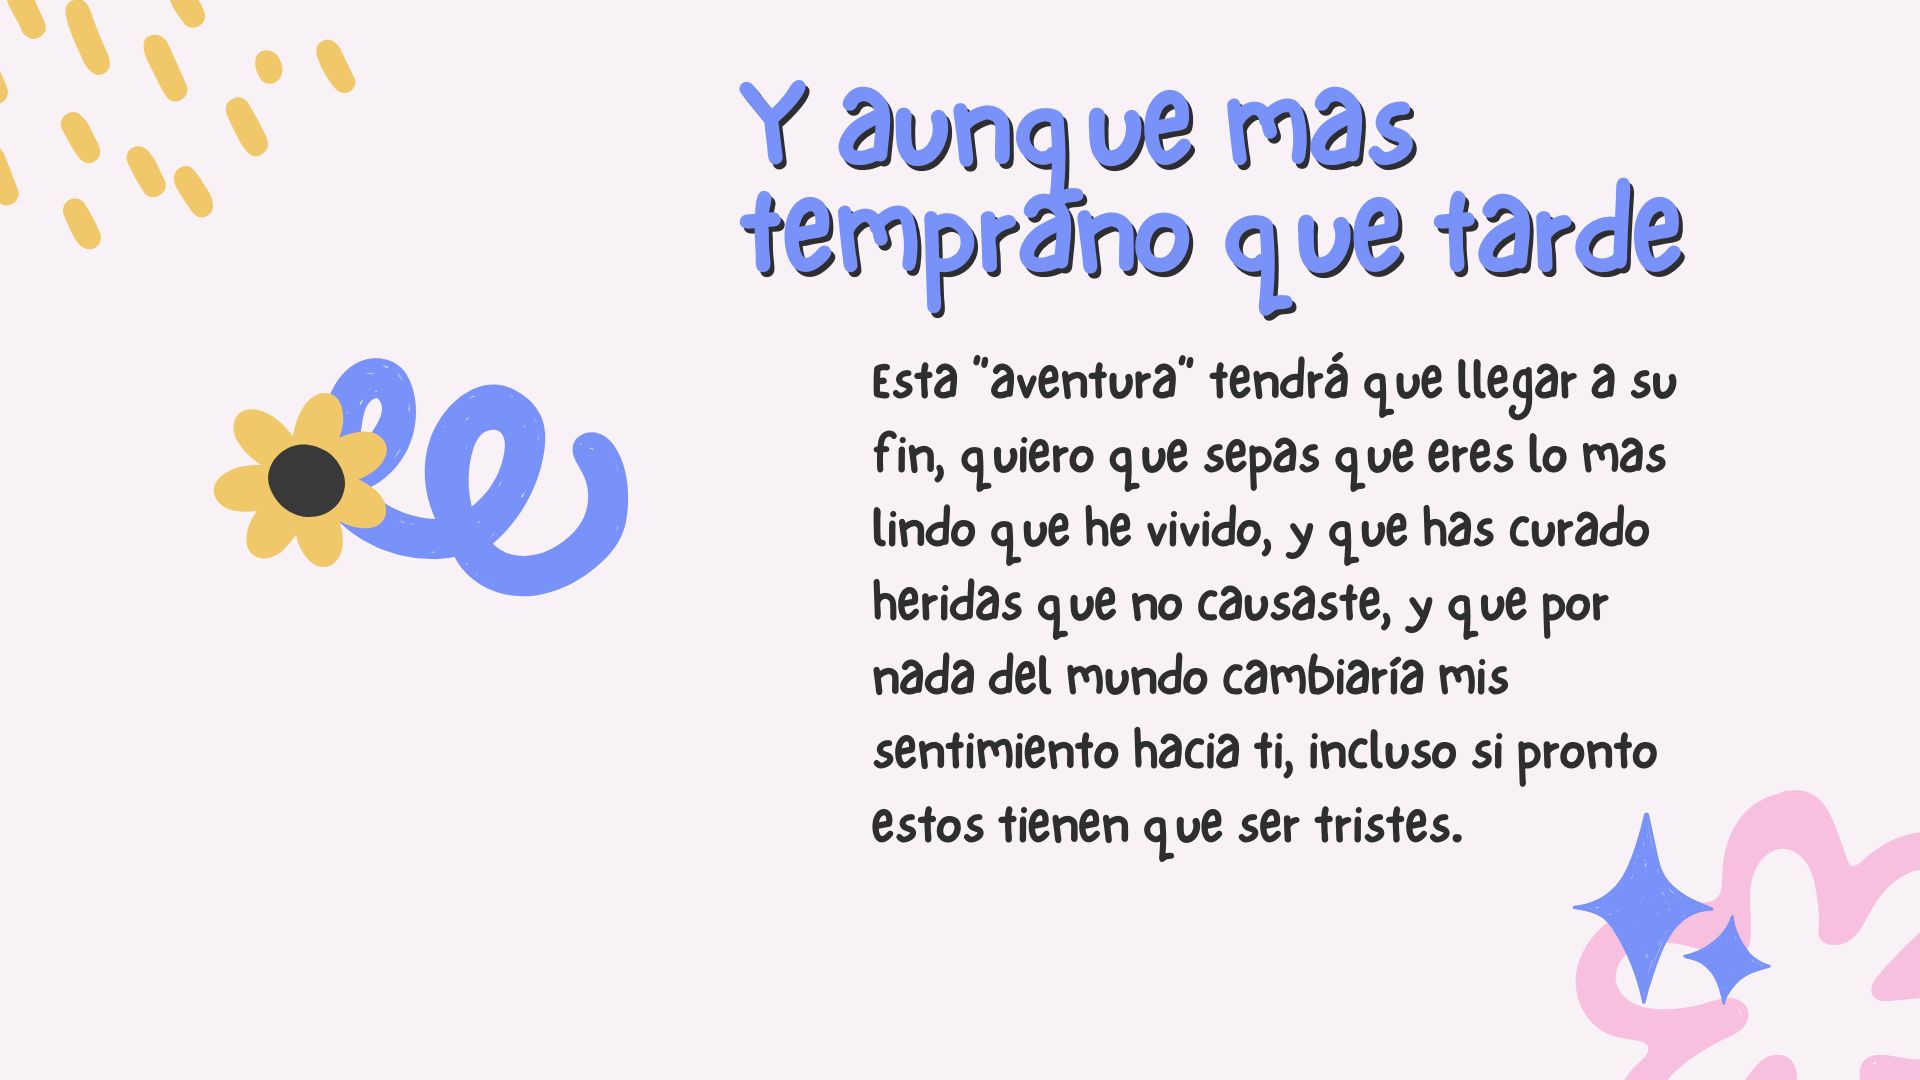 Y aunque mas
temprano que tarde
Esta "aventura" tendrá que llegar a su
fin, quiero que sepas que eres lo mas
lindo que he vivido, y que has curado
heridas que no causaste, y que por
nada del mundo cambiaría mis
sentimiento hacia ti, incluso si pronto
estos tienen que ser tristes.